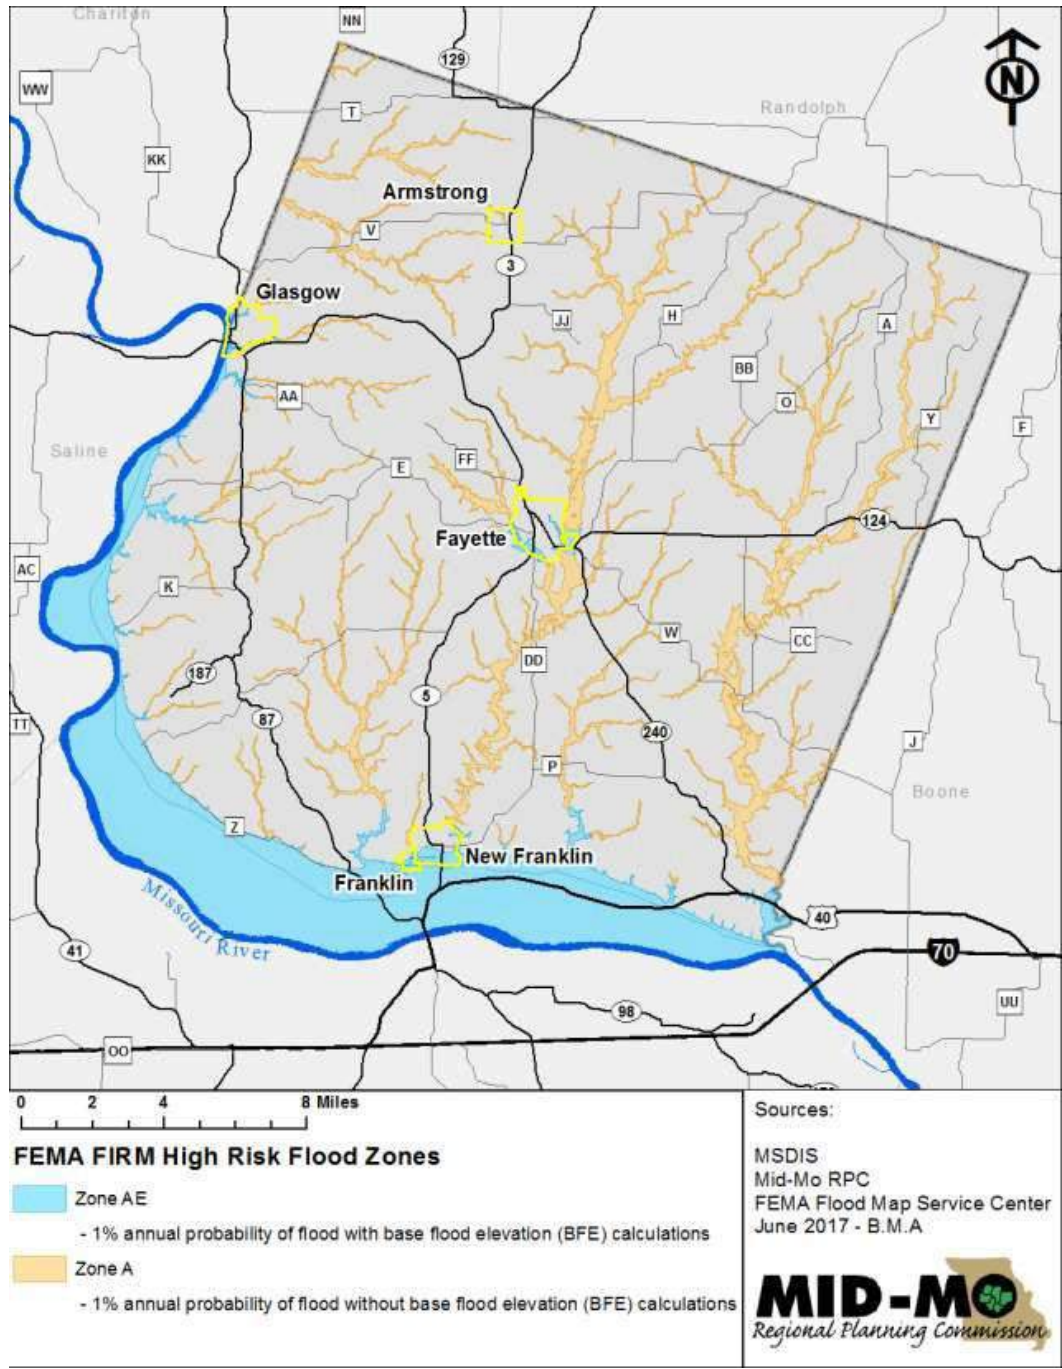 Chariton
NN
129
WW
T
Randolph
N
KK
Armstrong
V
3
Glasgow
JJ
H
A
BB
AA
O
Y
F
Saline
E
FF
124
Fayette
AC
K
W
CC
DD
187
5
TT
87
240
J
P
Boone
Z
New Franklin
Franklin
Missouri River
40
41
70
UU
98
OO
0 2 4 8 Miles
FEMA FIRM High Risk Flood Zones
Zone AE
- 1% annual probability of flood with base flood elevation (BFE) calculations
Zone A
- 1% annual probability of flood without base flood elevation (BFE) calculations
Sources:
MSDIS
Mid-Mo RPC
FEMA Flood Map Service Center
June 2017 - B.M.A
MID-MO
Regional Planning Commission